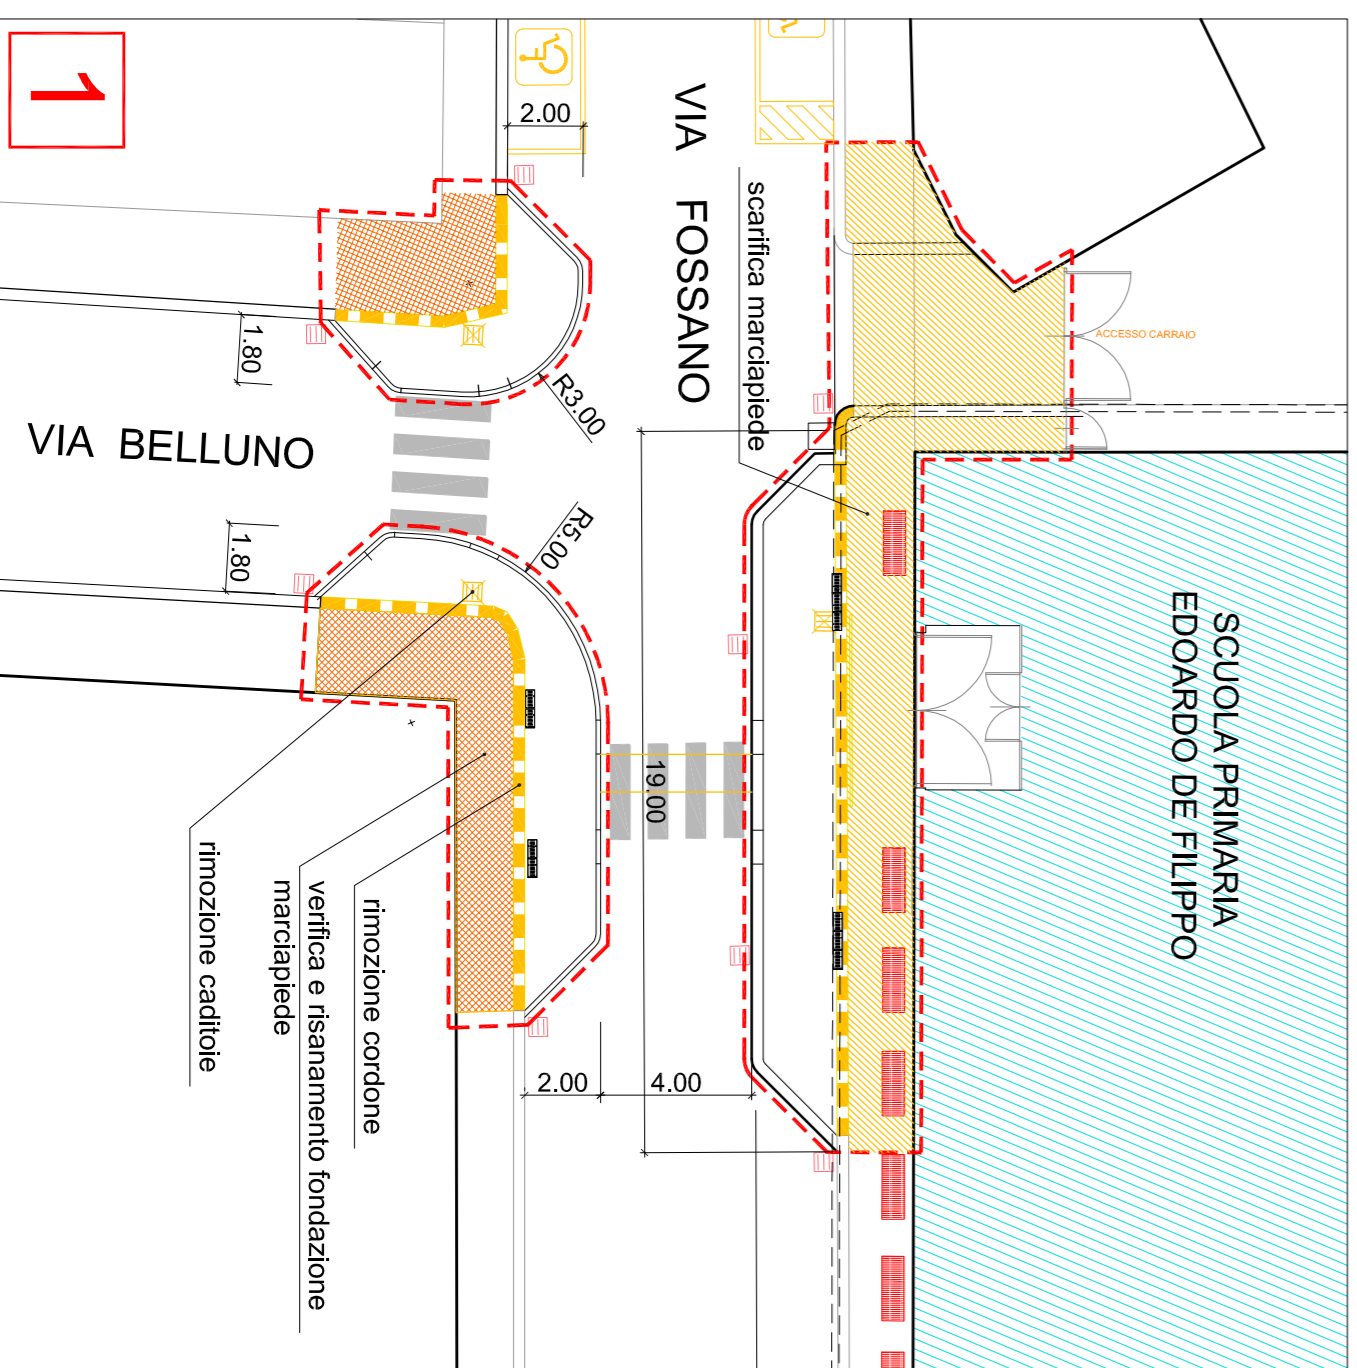 1
2.00
VIA FOSSANO
scarifica marciapiede
ACCESSO CARRAIO
1.80
R3.00
VIA BELLUNO
R5.00
1.80
SCUOLA PRIMARIA
EDOARDO DE FILIPPO
19.00
rimozione caditoie
verifica e risanamento fondazione
marciapiede
rimozione cordone
2.00
4.00